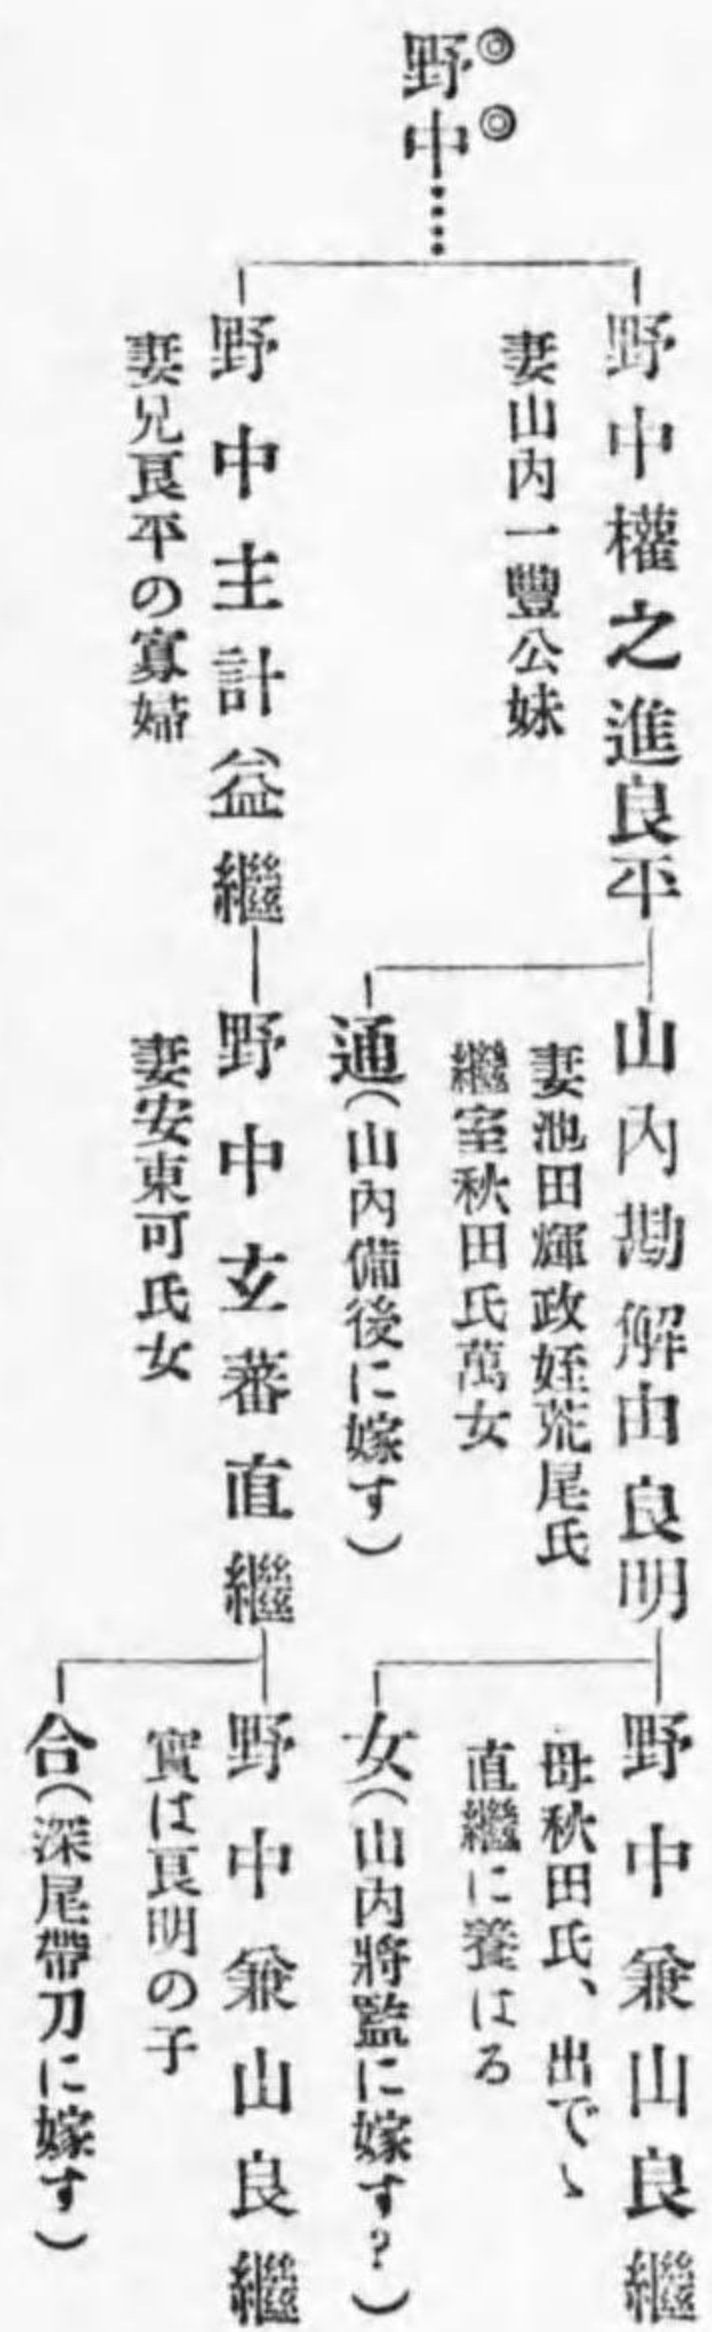 野中
野中權之進良平
妻山内一豐公妹
山内勘解由良明
妻池田輝政姪荒尾氏
繼室秋田氏萬女
通(山內備後に嫁す)
野中兼山良繼
母秋田氏、出でゝ
直繼に養はる
女(山内將監に嫁す?)
野中主計益繼
妻兄良平の寡婦
野中玄蕃直繼
妻安東可氏女
野中兼山良繼
實は良明の子
合(深尾帶刀に嫁す)